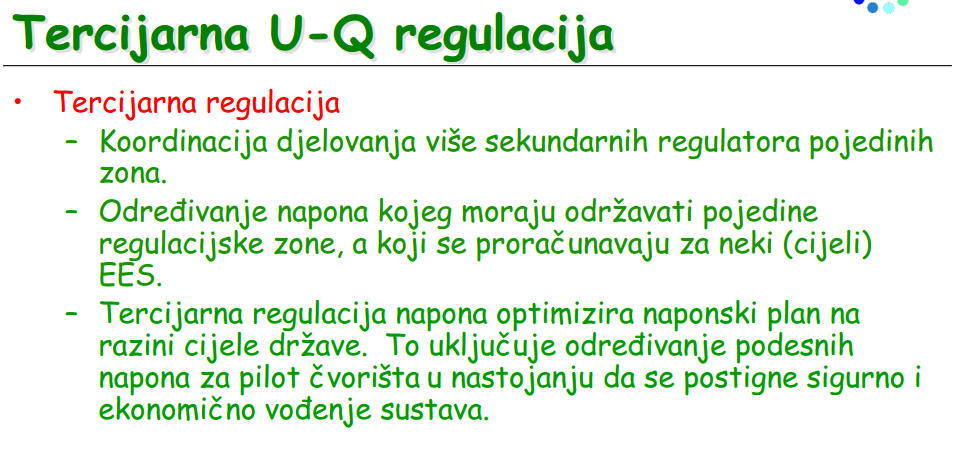 Tercijarna U-Q regulacija
• Tercijarna regulacija
– Koordinacija djelovanja više sekundarnih regulatora pojedinih
zona.
– Određivanje napona kojeg moraju održavati pojedine
regulacijske zone, a koji se proračunavaju za neki (cijeli)
EES.
– Tercijarna regulacija napona optimizira naponski plan na
razini cijele države. To uključuje određivanje podesnih
napona za pilot čvorišta u nastojanju da se postigne sigurno i
ekonomično vođenje sustava.